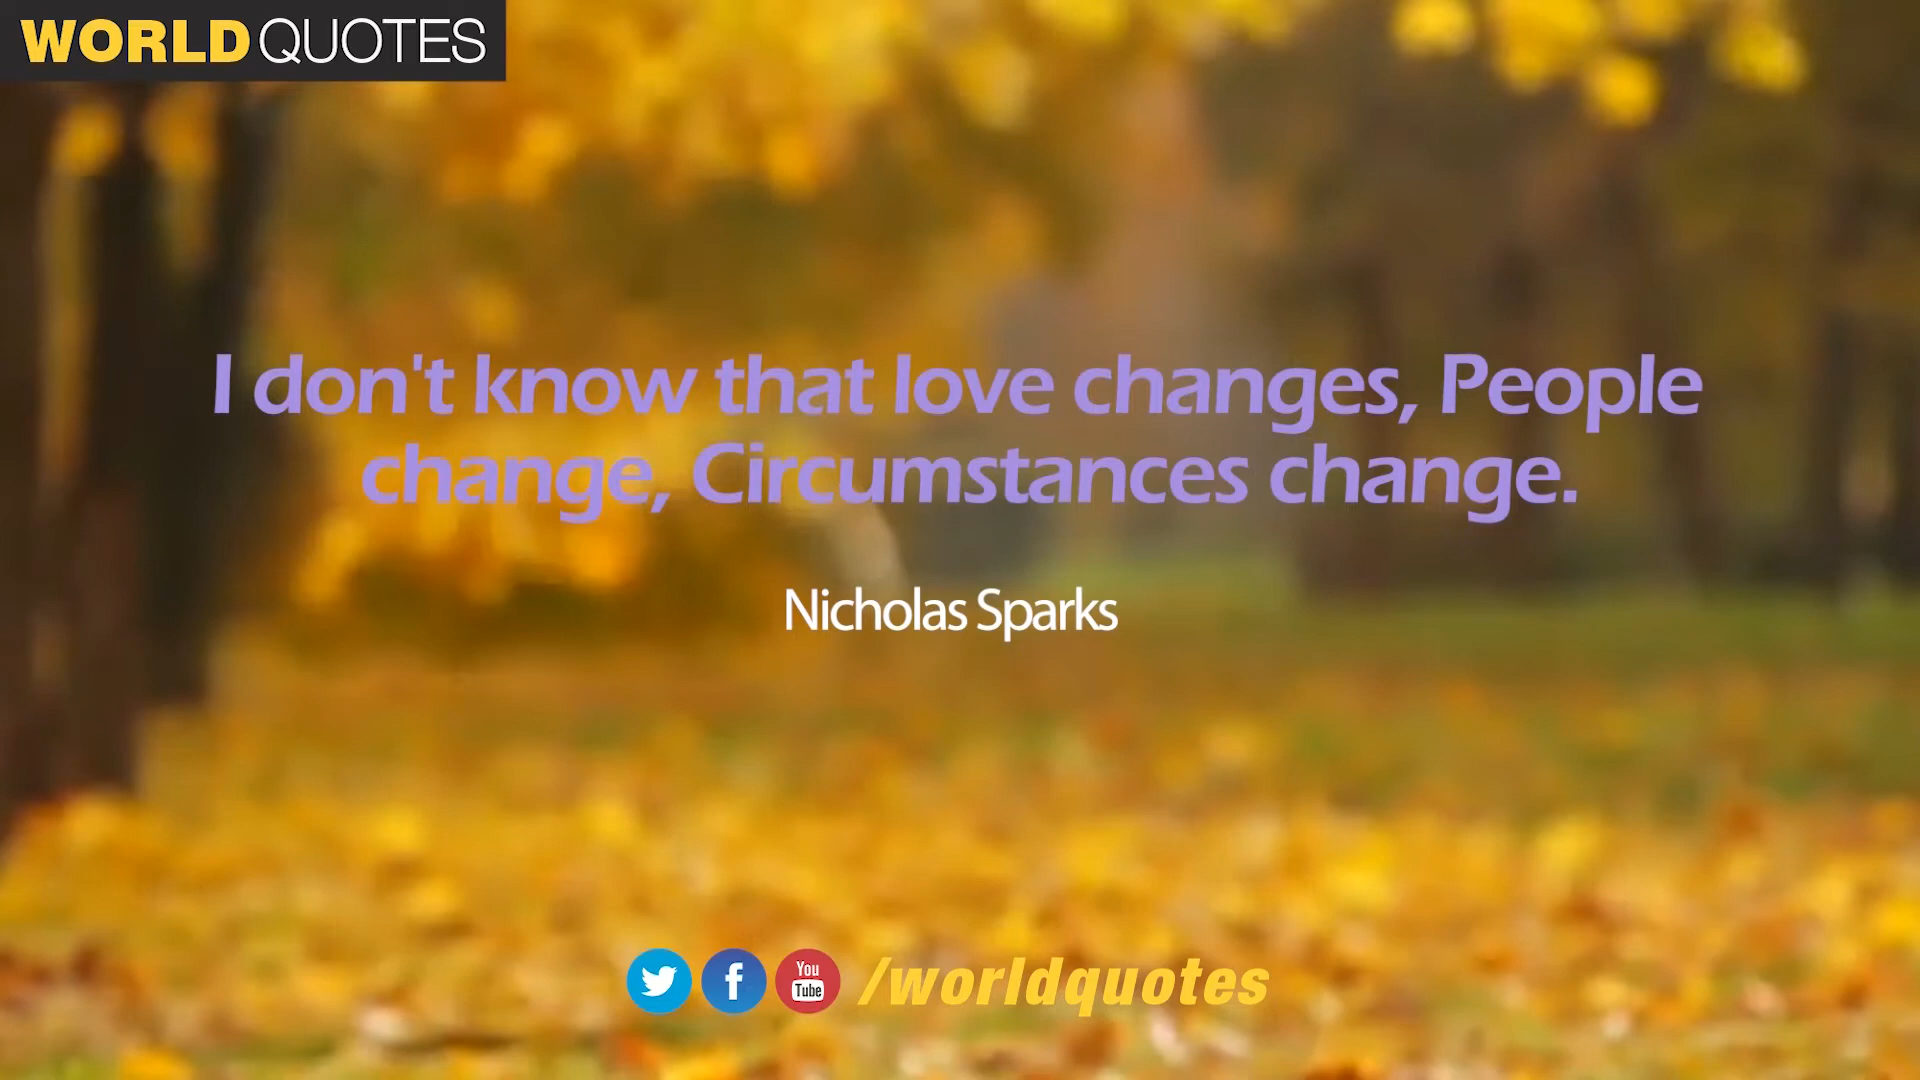 WORLD QUOTES
I don't know that love changes, People
change, Circumstances change.
Nicholas Sparks
You
Tube
/worldquotes